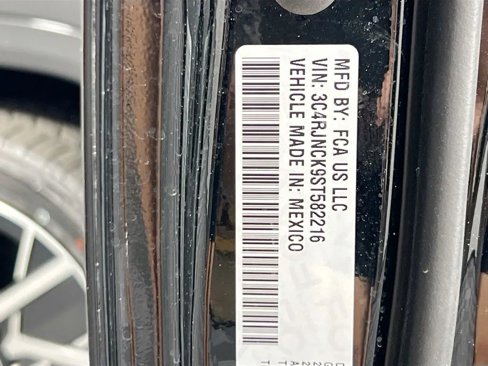 MFD BY: FCA US LLC
VIN: 3C4RJNCK9ST582216
VEHICLE MADE IN: MEXICO